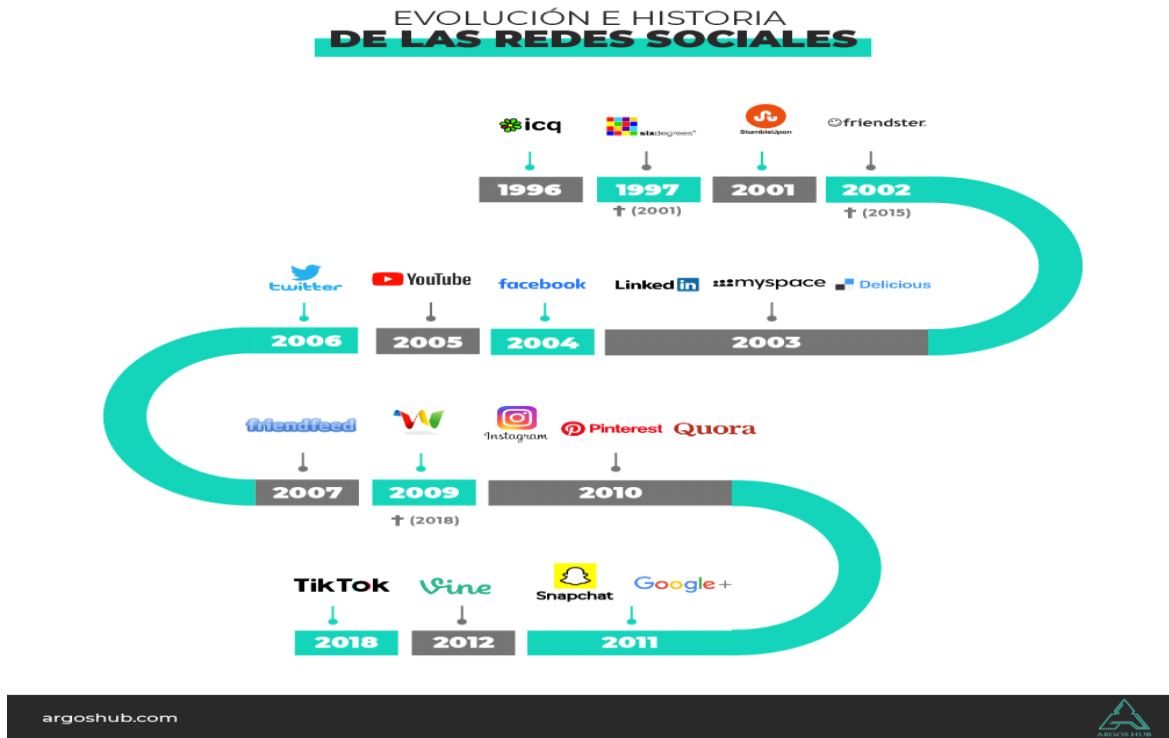 EVOLUCIÓN E HISTORIA
DE LAS REDES SOCIALES
icq
sixdegrees®
StumbleUpon
friendster.
1996
1997
2001
2002
✝ (2001)
✝ (2015)
twitter
YouTube
facebook
Linked in
myspace
Delicious
2006
2005
2004
2003
friendfeed
Instagram
Pinterest
Quora
2007
2009
2010
✝ (2018)
TikTok
Vine
Snapchat
Google+
2018
2012
2011
argoshub.com
ARGOS HUB